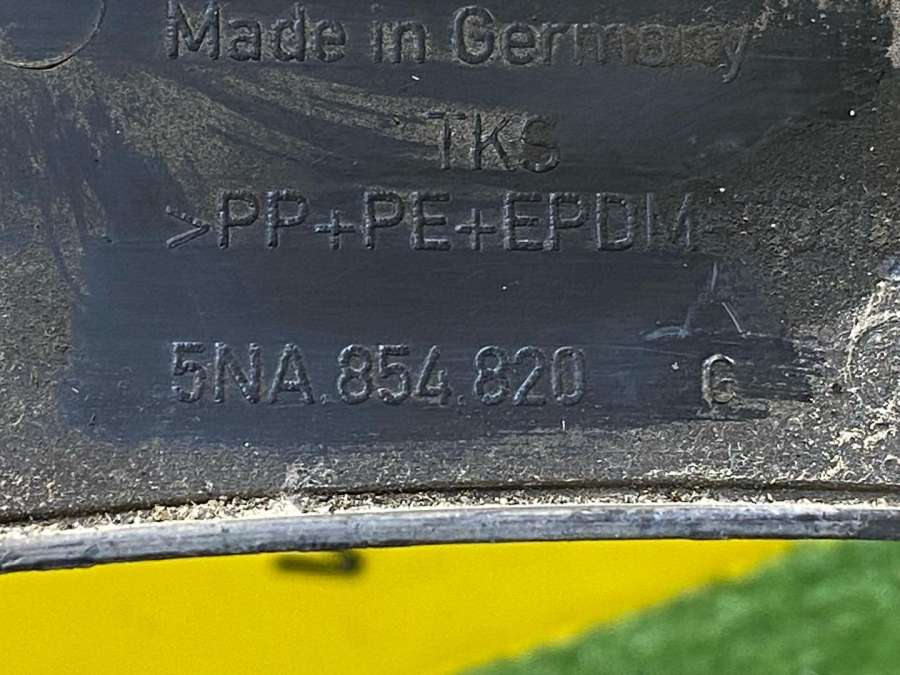 Made in Germany
TKS
>PP+PE+EPDM
5NA.854.820 G